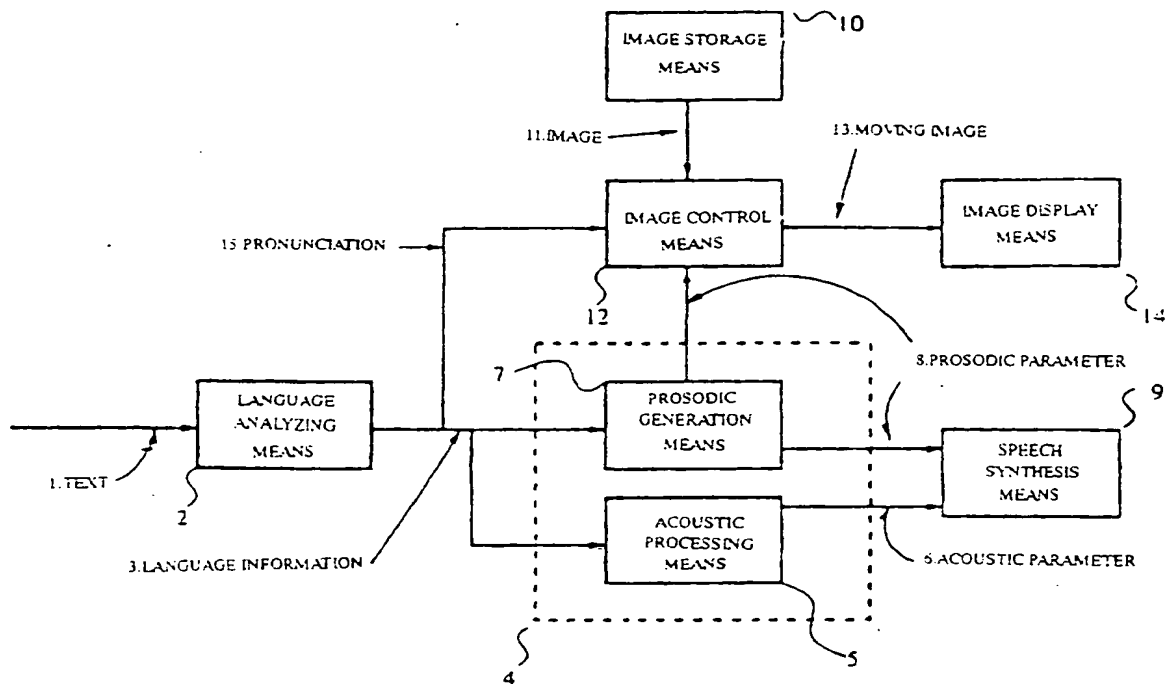 10
IMAGE STORAGE
MEANS
11.IMAGE
13.MOVING IMAGE
IMAGE CONTROL
MEANS
IMAGE DISPLAY
MEANS
15 PRONUNCIATION
12
14
8.PROSODIC PARAMETER
7
9
LANGUAGE
ANALYZING
MEANS
PROSODIC
GENERATION
MEANS
SPEECH
SYNTHESIS
MEANS
1.TEXT
2
ACOUSTIC
PROCESSING
MEANS
3.LANGUAGE INFORMATION
6.ACOUSTIC PARAMETER
4
5